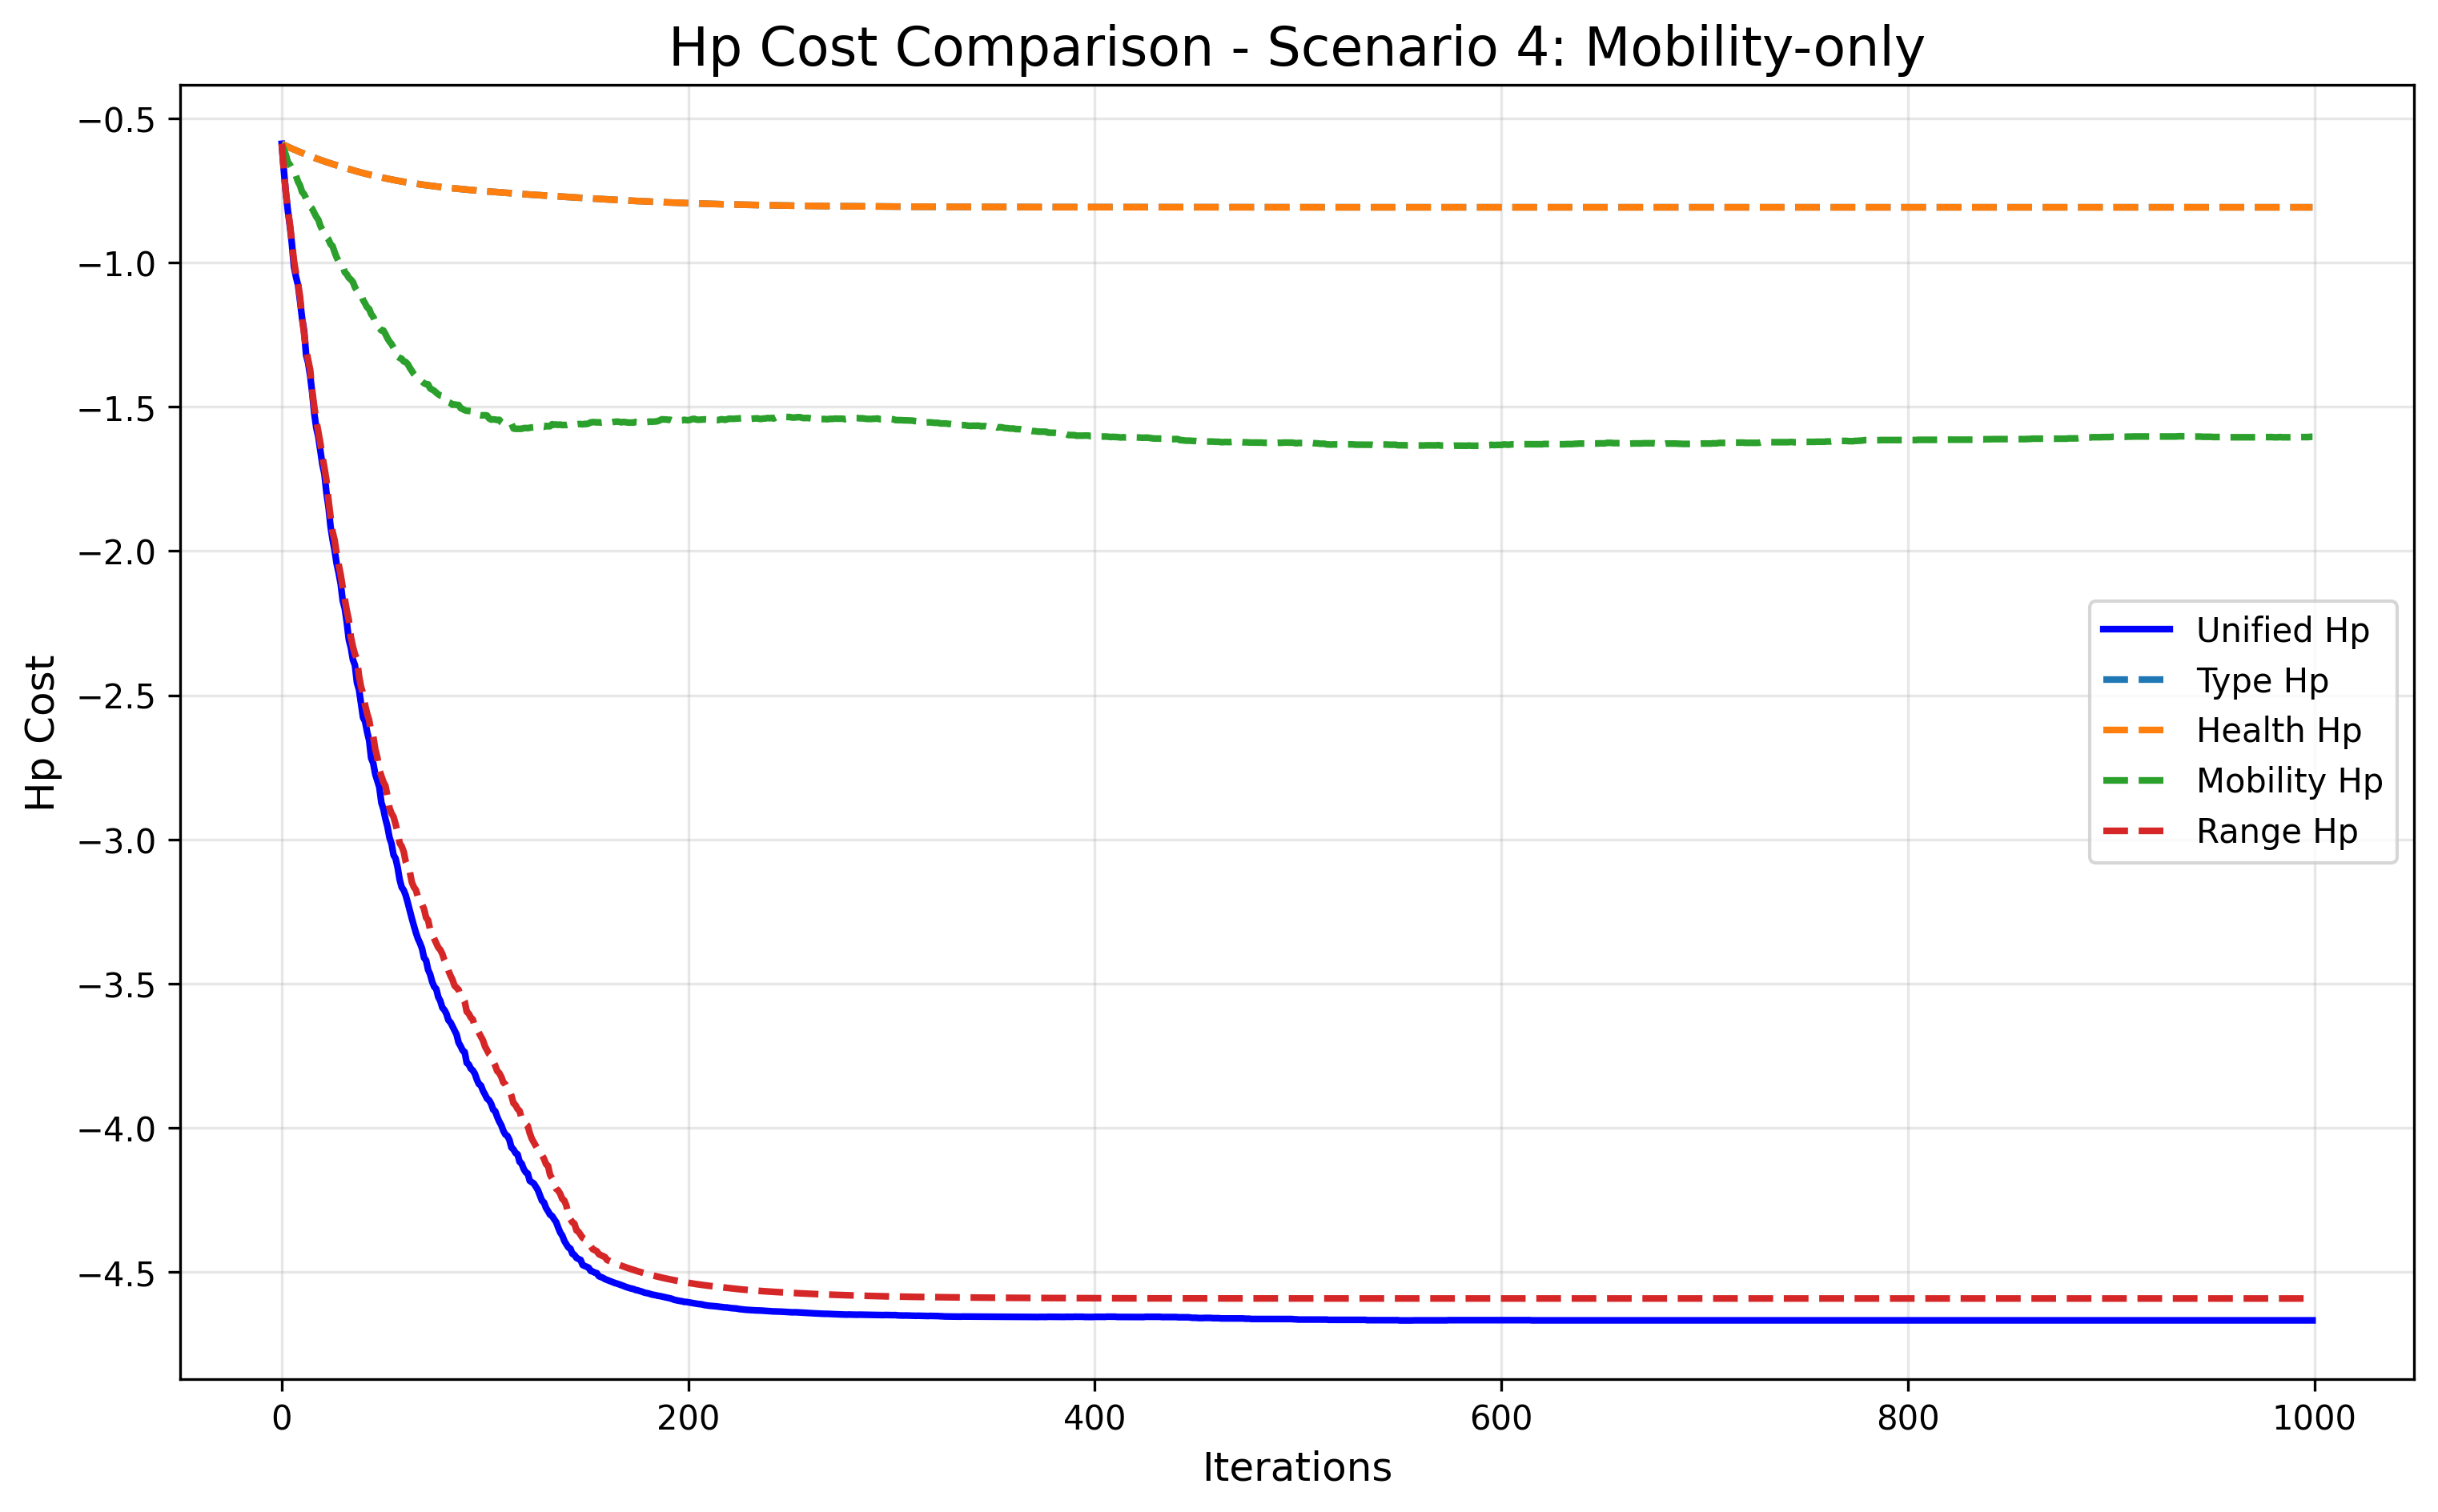 Hp Cost Comparison - Scenario 4: Mobility-only
−0.5
−1.0
−1.5
−2.0
−2.5
−3.0
−3.5
−4.0
−4.5
Hp Cost
Unified Hp
Type Hp
Health Hp
Mobility Hp
Range Hp
0 200 400 600 800 1000
Iterations